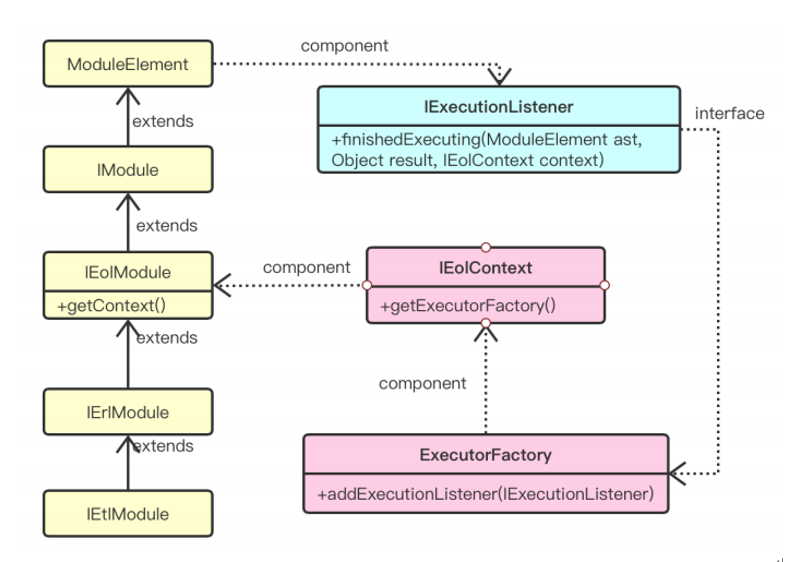 component
ModuleElement
IExecutionListener
interface
extends
+finishedExecuting(ModuleElement ast,
Object result, IEolContext context)
IModule
extends
component
IEolModule
IEolContext
+getContext()
+getExecutorFactory()
extends
component
IErlModule
extends
ExecutorFactory
+addExecutionListener(IExecutionListener)
IEtlModule